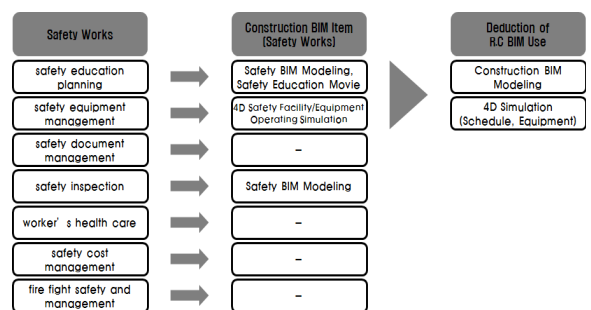 Safety Works
Construction BIM Item
(Safety Works)
Deduction of
R.C BIM Use
safety education
planning
Safety BIM Modeling,
Safety Education Movie
Construction BIM
Modeling
safety equipment
management
4D Safety Facility/Equipment
Operating Simulation
4D Simulation
(Schedule, Equipment)
safety document
management
-
safety inspection
Safety BIM Modeling
worker's health care
-
safety cost
management
-
fire fight safety and
management
-